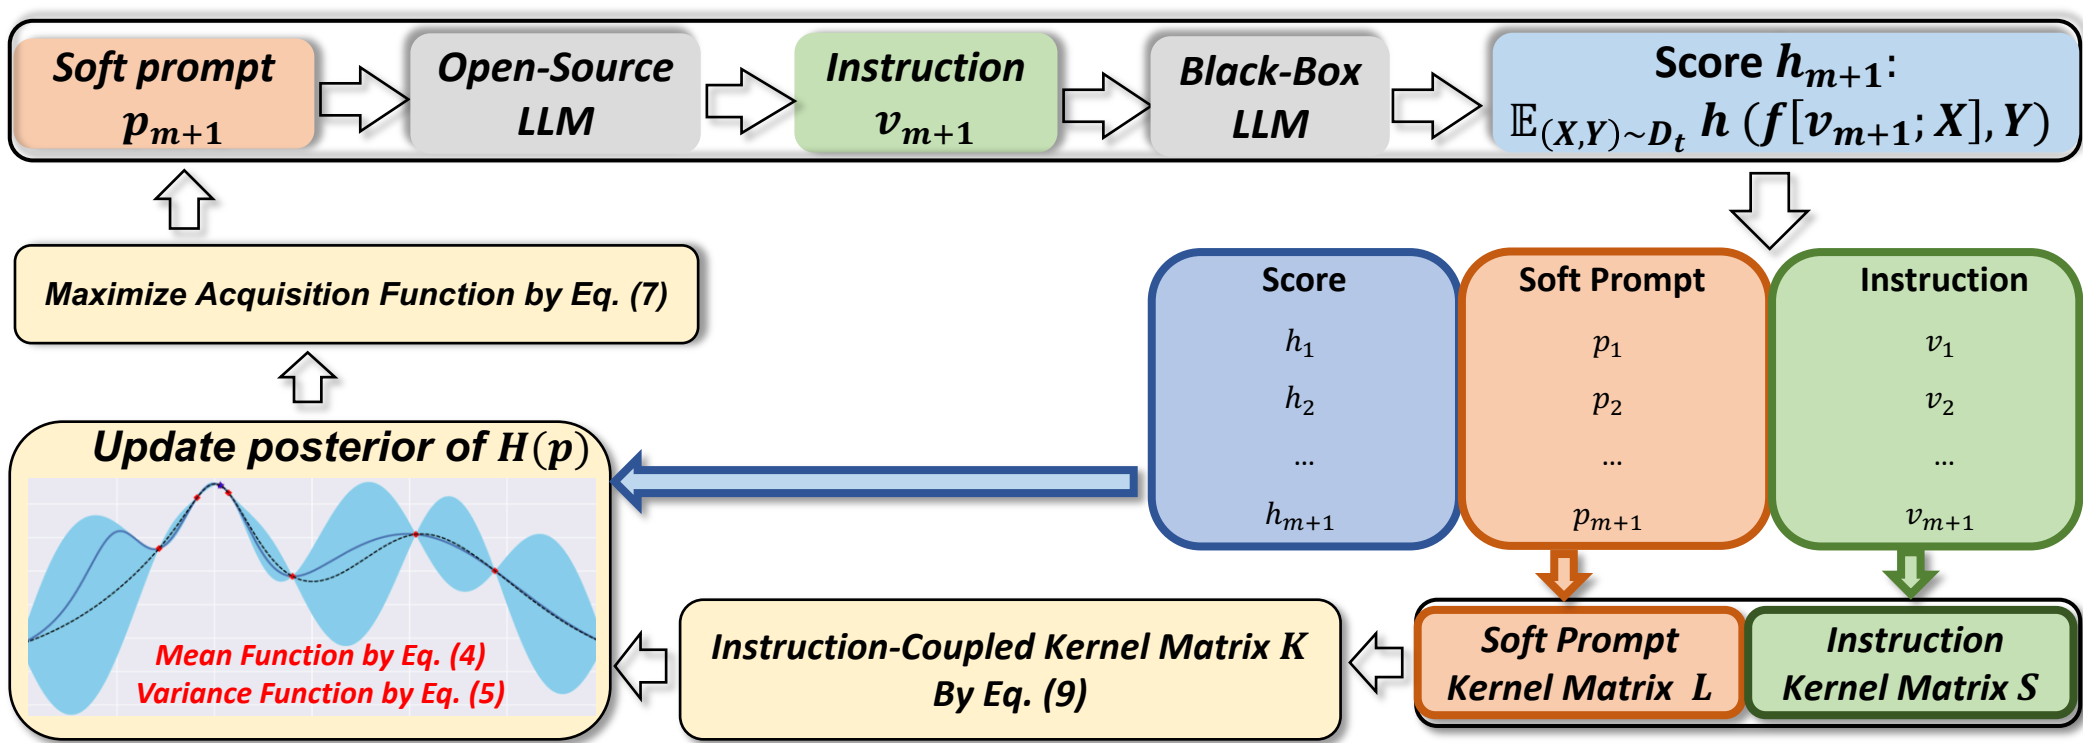 Soft prompt
p_{m+1}
Open-Source
LLM
Instruction
v_{m+1}
Black-Box
LLM
Score h_{m+1}:
𝔼_{(X,Y)∼D_t} h (f[v_{m+1}; X], Y)
Maximize Acquisition Function by Eq. (7)
Score
h_1
h_2
...
h_{m+1}
Soft Prompt
p_1
p_2
...
p_{m+1}
Instruction
v_1
v_2
...
v_{m+1}
Update posterior of H(p)
Mean Function by Eq. (4)
Variance Function by Eq. (5)
Instruction-Coupled Kernel Matrix K
By Eq. (9)
Soft Prompt
Kernel Matrix L
Instruction
Kernel Matrix S